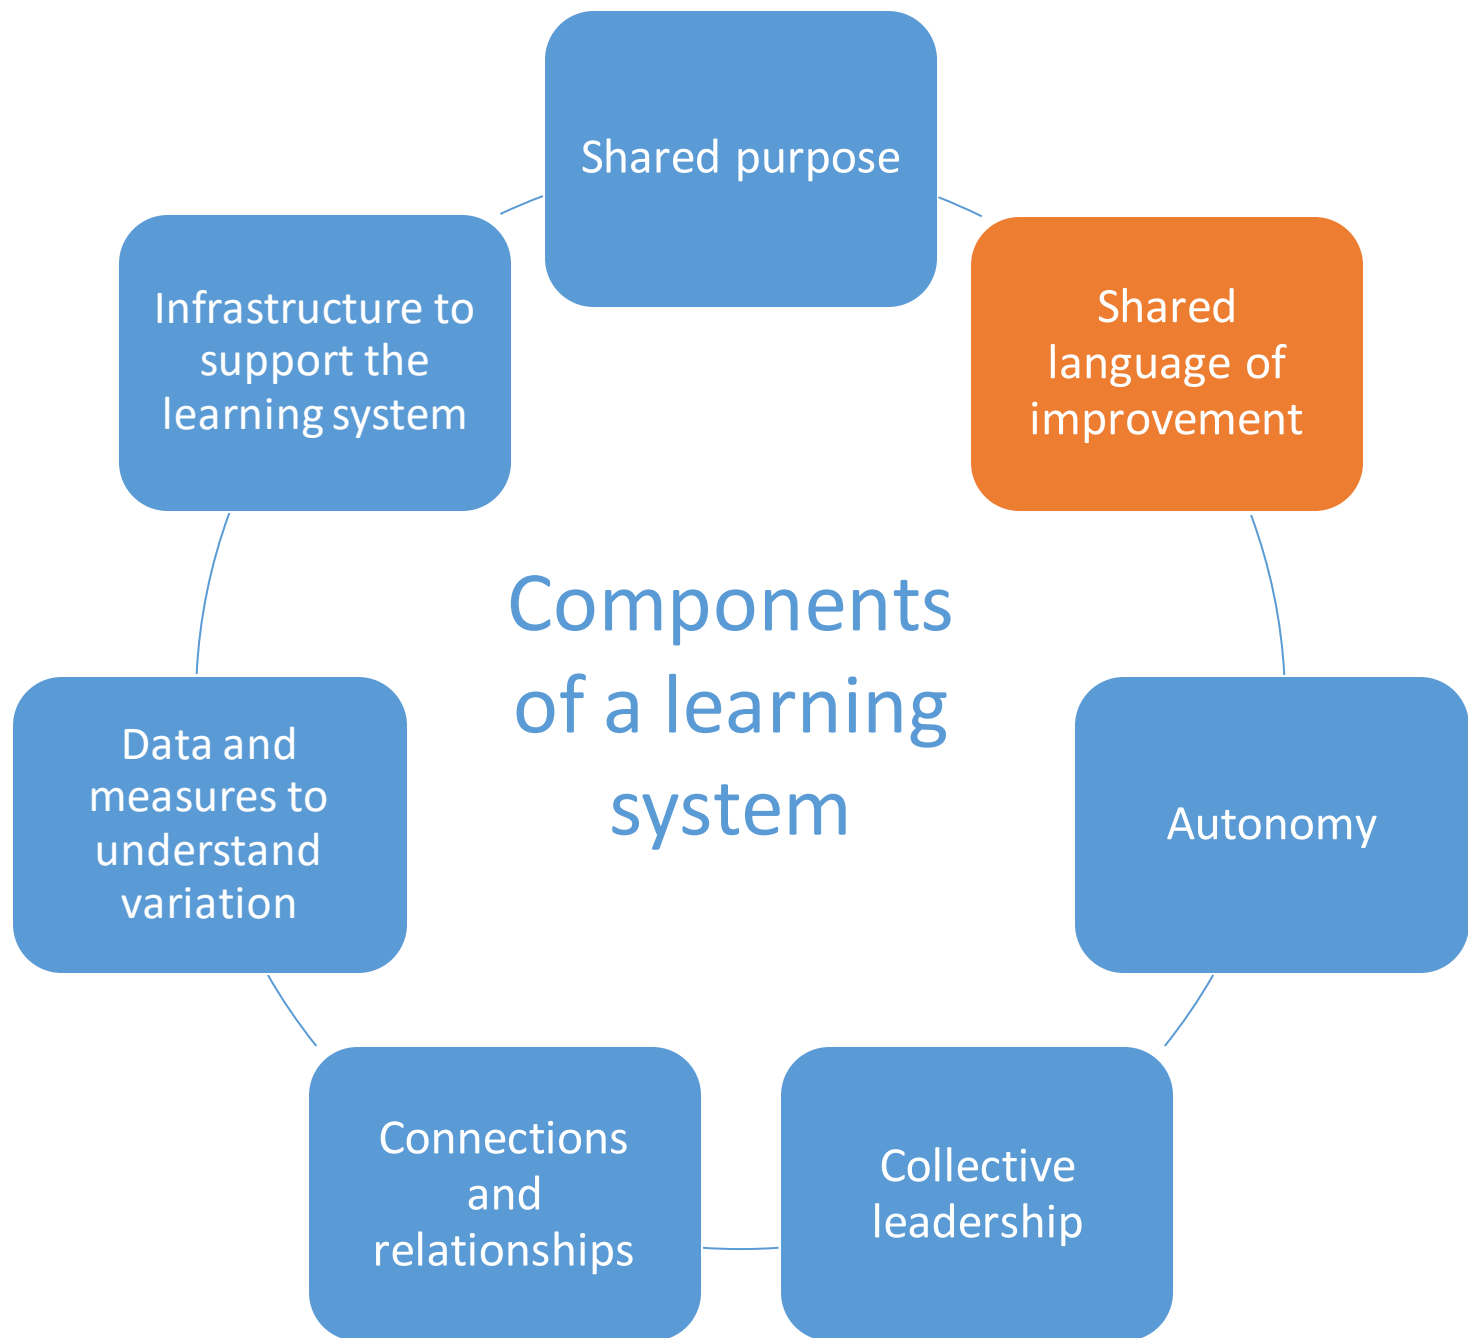 Shared purpose
Shared
language of
improvement
Autonomy
Collective
leadership
Connections
and
relationships
Data and
measures to
understand
variation
Infrastructure to
support the
learning system
Components
of a learning
system